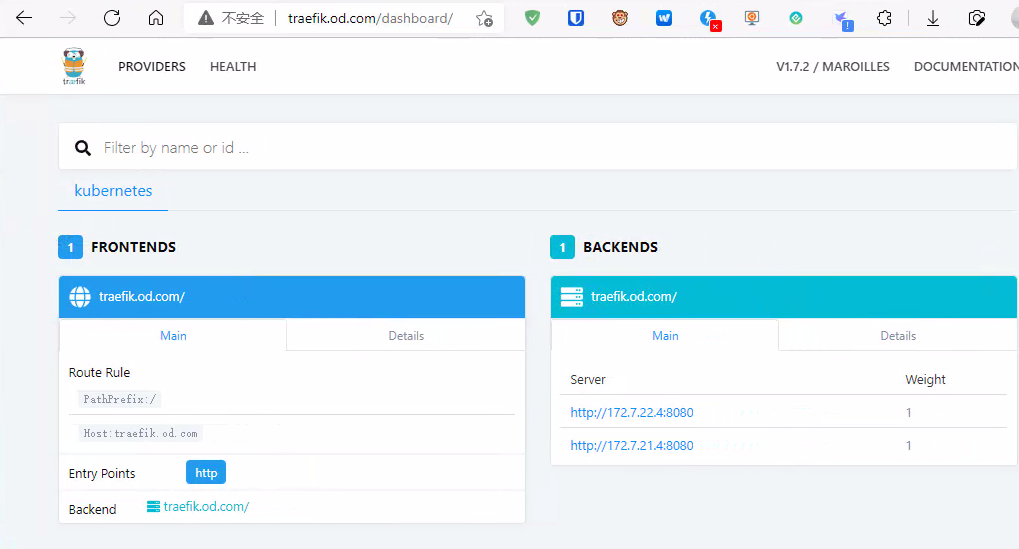 不安全 traefik.od.com/dashboard/
træfik PROVIDERS HEALTH V1.7.2 / MAROILLES DOCUMENTATION
Filter by name or id ...
kubernetes
1 FRONTENDS
1 BACKENDS
traefik.od.com/
Main Details
Route Rule
PathPrefix:/
Host:traefik.od.com
Entry Points http
Backend traefik.od.com/
traefik.od.com/
Main Details
Server Weight
http://172.7.22.4:8080 1
http://172.7.21.4:8080 1